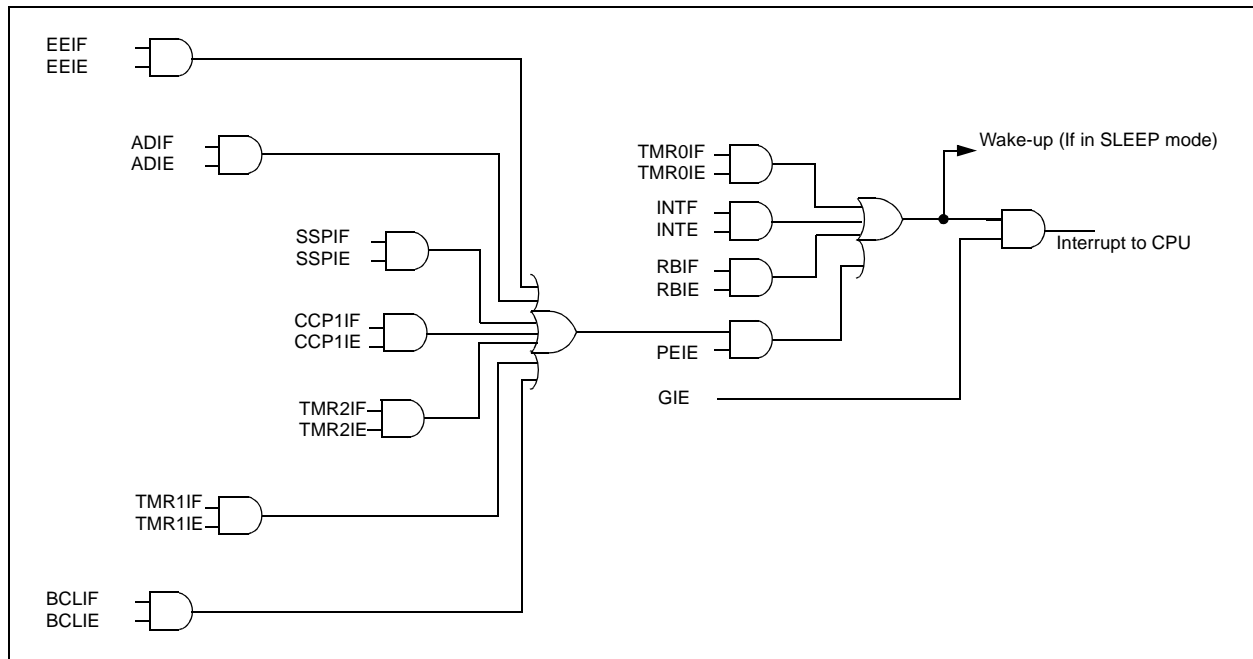 EEIF
EEIE
ADIF
ADIE
SSPIF
SSPIE
CCP1IF
CCP1IE
TMR2IF
TMR2IE
TMR1IF
TMR1IE
BCLIF
BCLIE
TMR0IF
TMR0IE
INTF
INTE
RBIF
RBIE
PEIE
GIE
Wake-up (If in SLEEP mode)
Interrupt to CPU